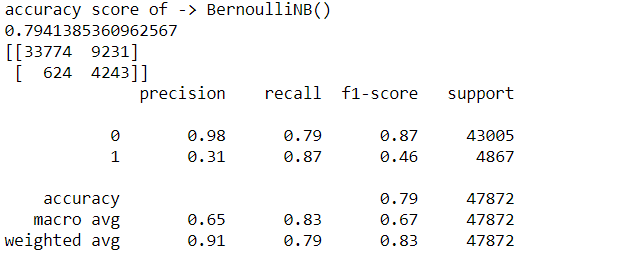 accuracy score of -> BernoulliNB()
0.7941385360962567
[[33774  9231]
 [  624  4243]]
              precision    recall  f1-score   support

           0       0.98      0.79      0.87     43005
           1       0.31      0.87      0.46      4867

    accuracy                           0.79     47872
   macro avg       0.65      0.83      0.67     47872
weighted avg       0.91      0.79      0.83     47872